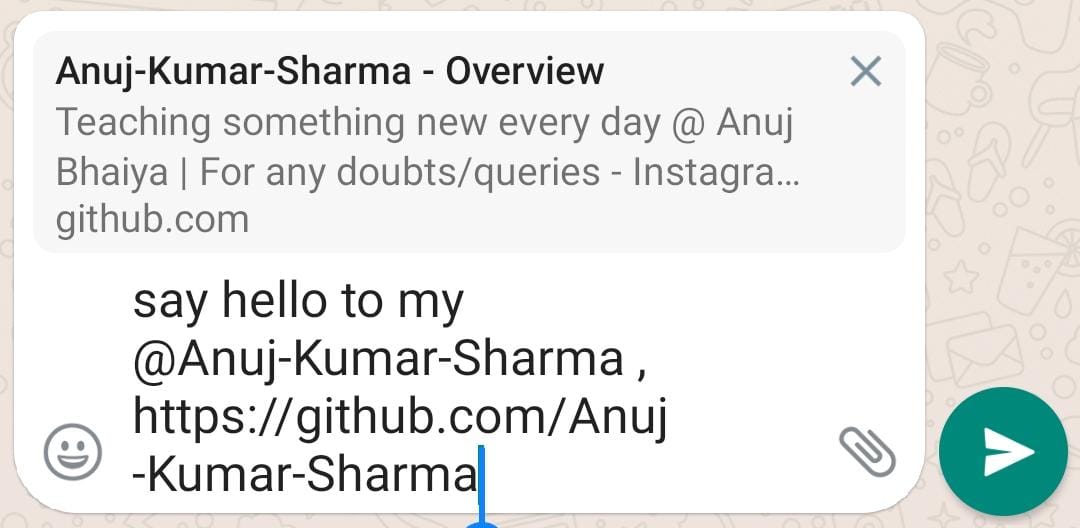 Anuj-Kumar-Sharma - Overview
Teaching something new every day @ Anuj
Bhaiya | For any doubts/queries - Instagra...
github.com
say hello to my
@Anuj-Kumar-Sharma ,
https://github.com/Anuj
-Kumar-Sharma